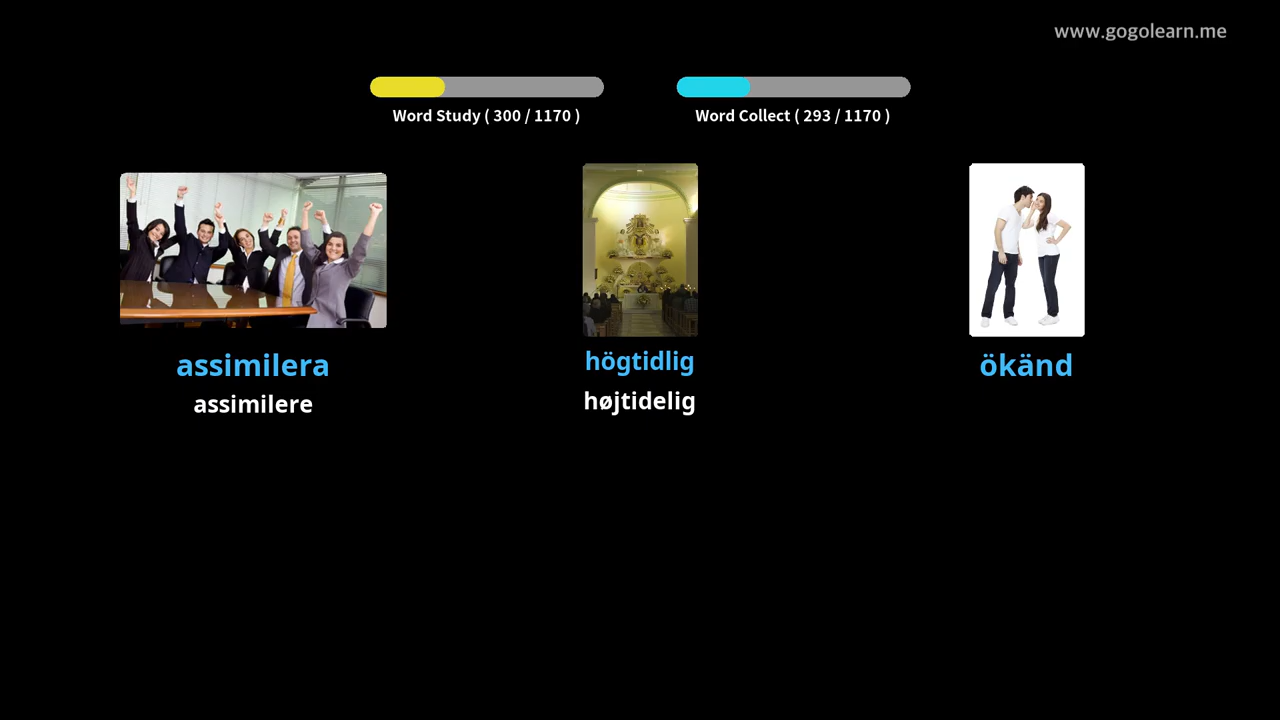 www.gogolearn.me
Word Study ( 300 / 1170 )
Word Collect ( 293 / 1170 )
assimilera
assimilere
högtidlig
højtidelig
ökänd